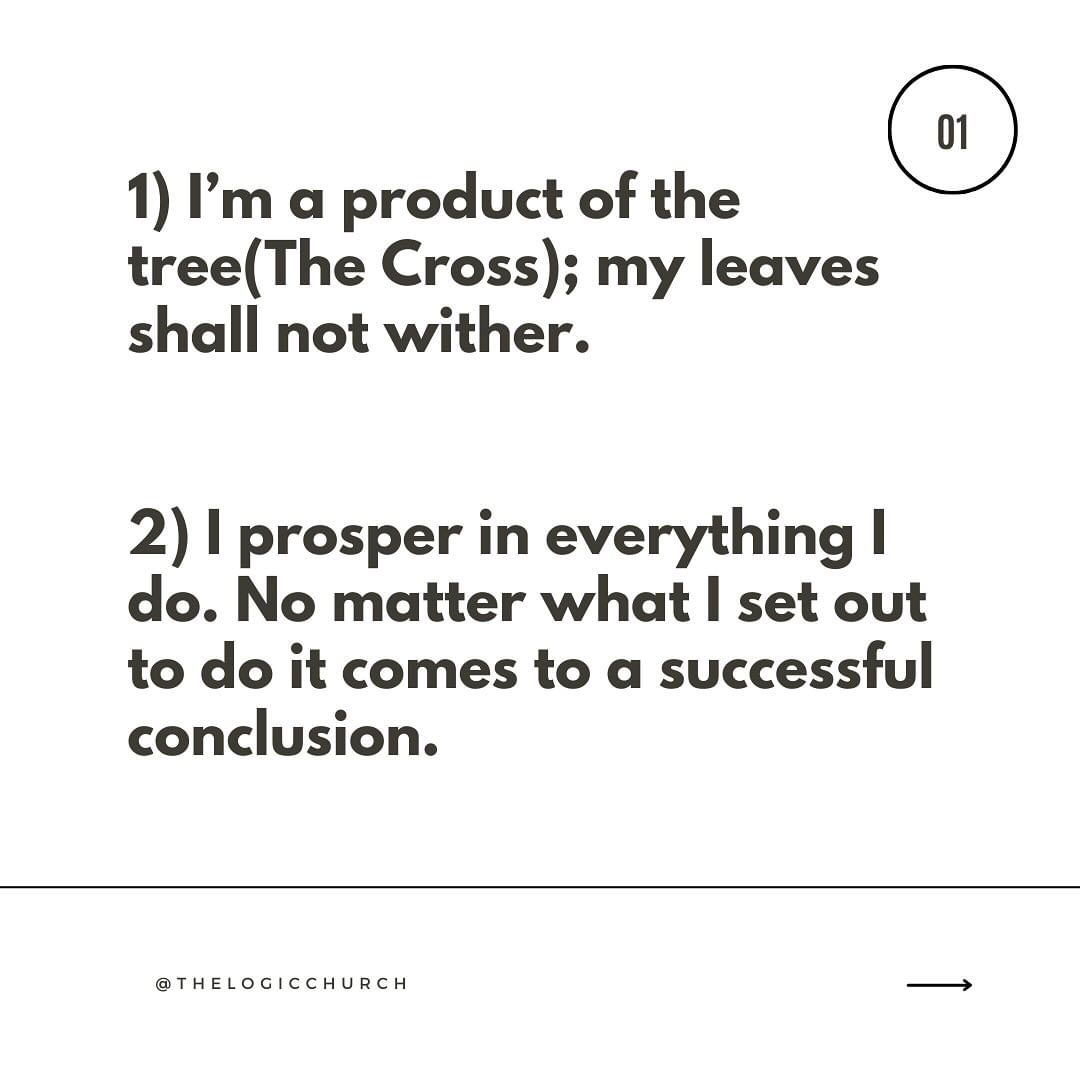 01
1) I’m a product of the
tree(The Cross); my leaves
shall not wither.
2) I prosper in everything I
do. No matter what I set out
to do it comes to a successful
conclusion.
@THELOGICCHURCH